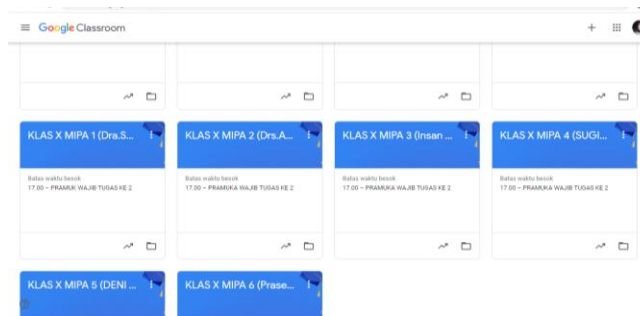 Google Classroom
KLAS X MIPA 1 (Dra.S...
KLAS X MIPA 2 (Drs.A...
KLAS X MIPA 3 (Insan ...
KLAS X MIPA 4 (SUGI...
Batas waktu besok
17.00 – PRAMUK WAJIB TUGAS KE 2
Batas waktu besok
17.00 – PRAMUKA WAJIB TUGAS KE 2
Batas waktu besok
17.00 – PRAMUKA WAJIB TUGAS KE 2
Batas waktu besok
17.00 – PRAMUKA WAJIB TUGAS KE 2
KLAS X MIPA 5 (DENI ...
KLAS X MIPA 6 (Prase...